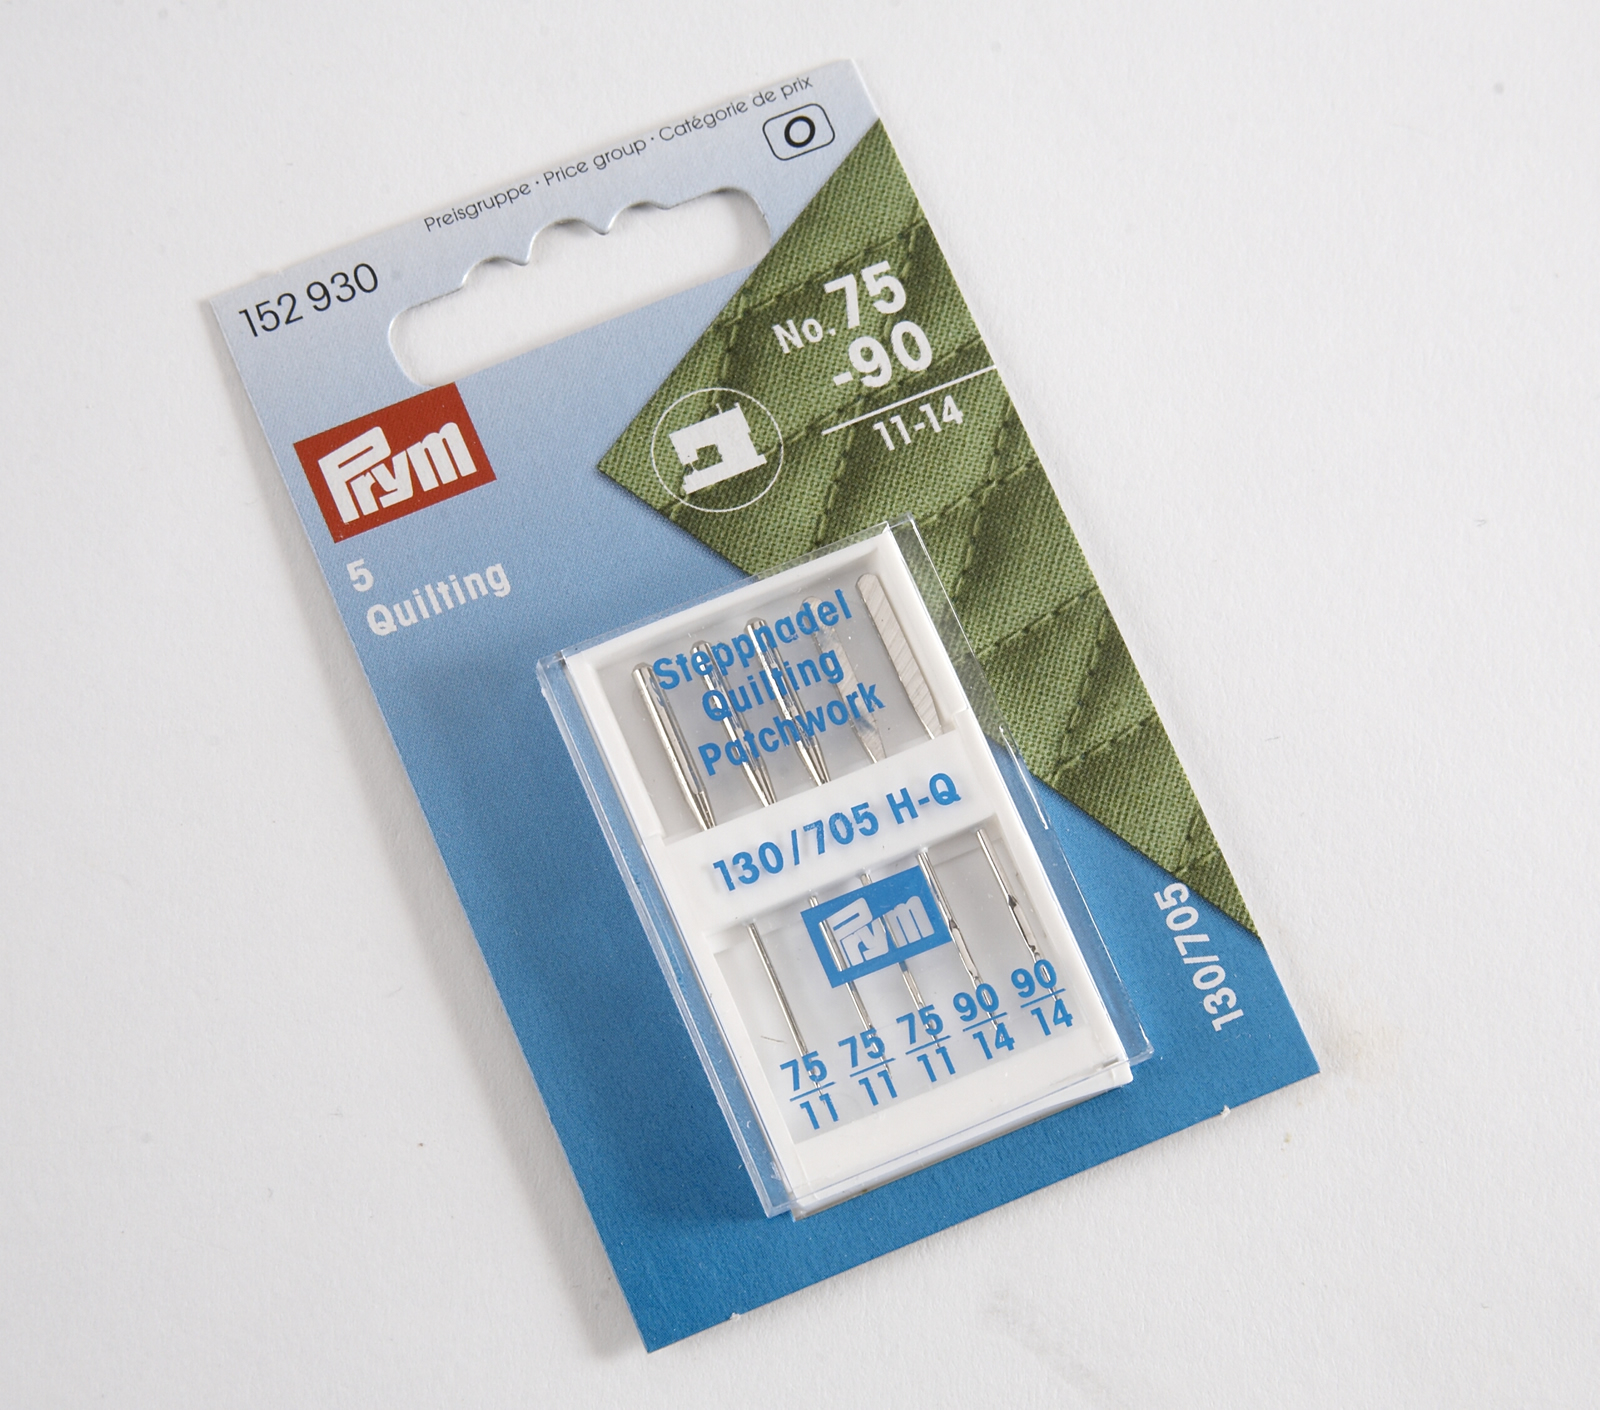 Preisgruppe · Price group · Catégorie de prix
O
152 930
No. 75
-90
11-14
Prym
5
Quilting
Steppnadel
Quilting
Patchwork
130/705 H-Q
Prym
75 75 75 90 90
11 11 11 14 14
130/705